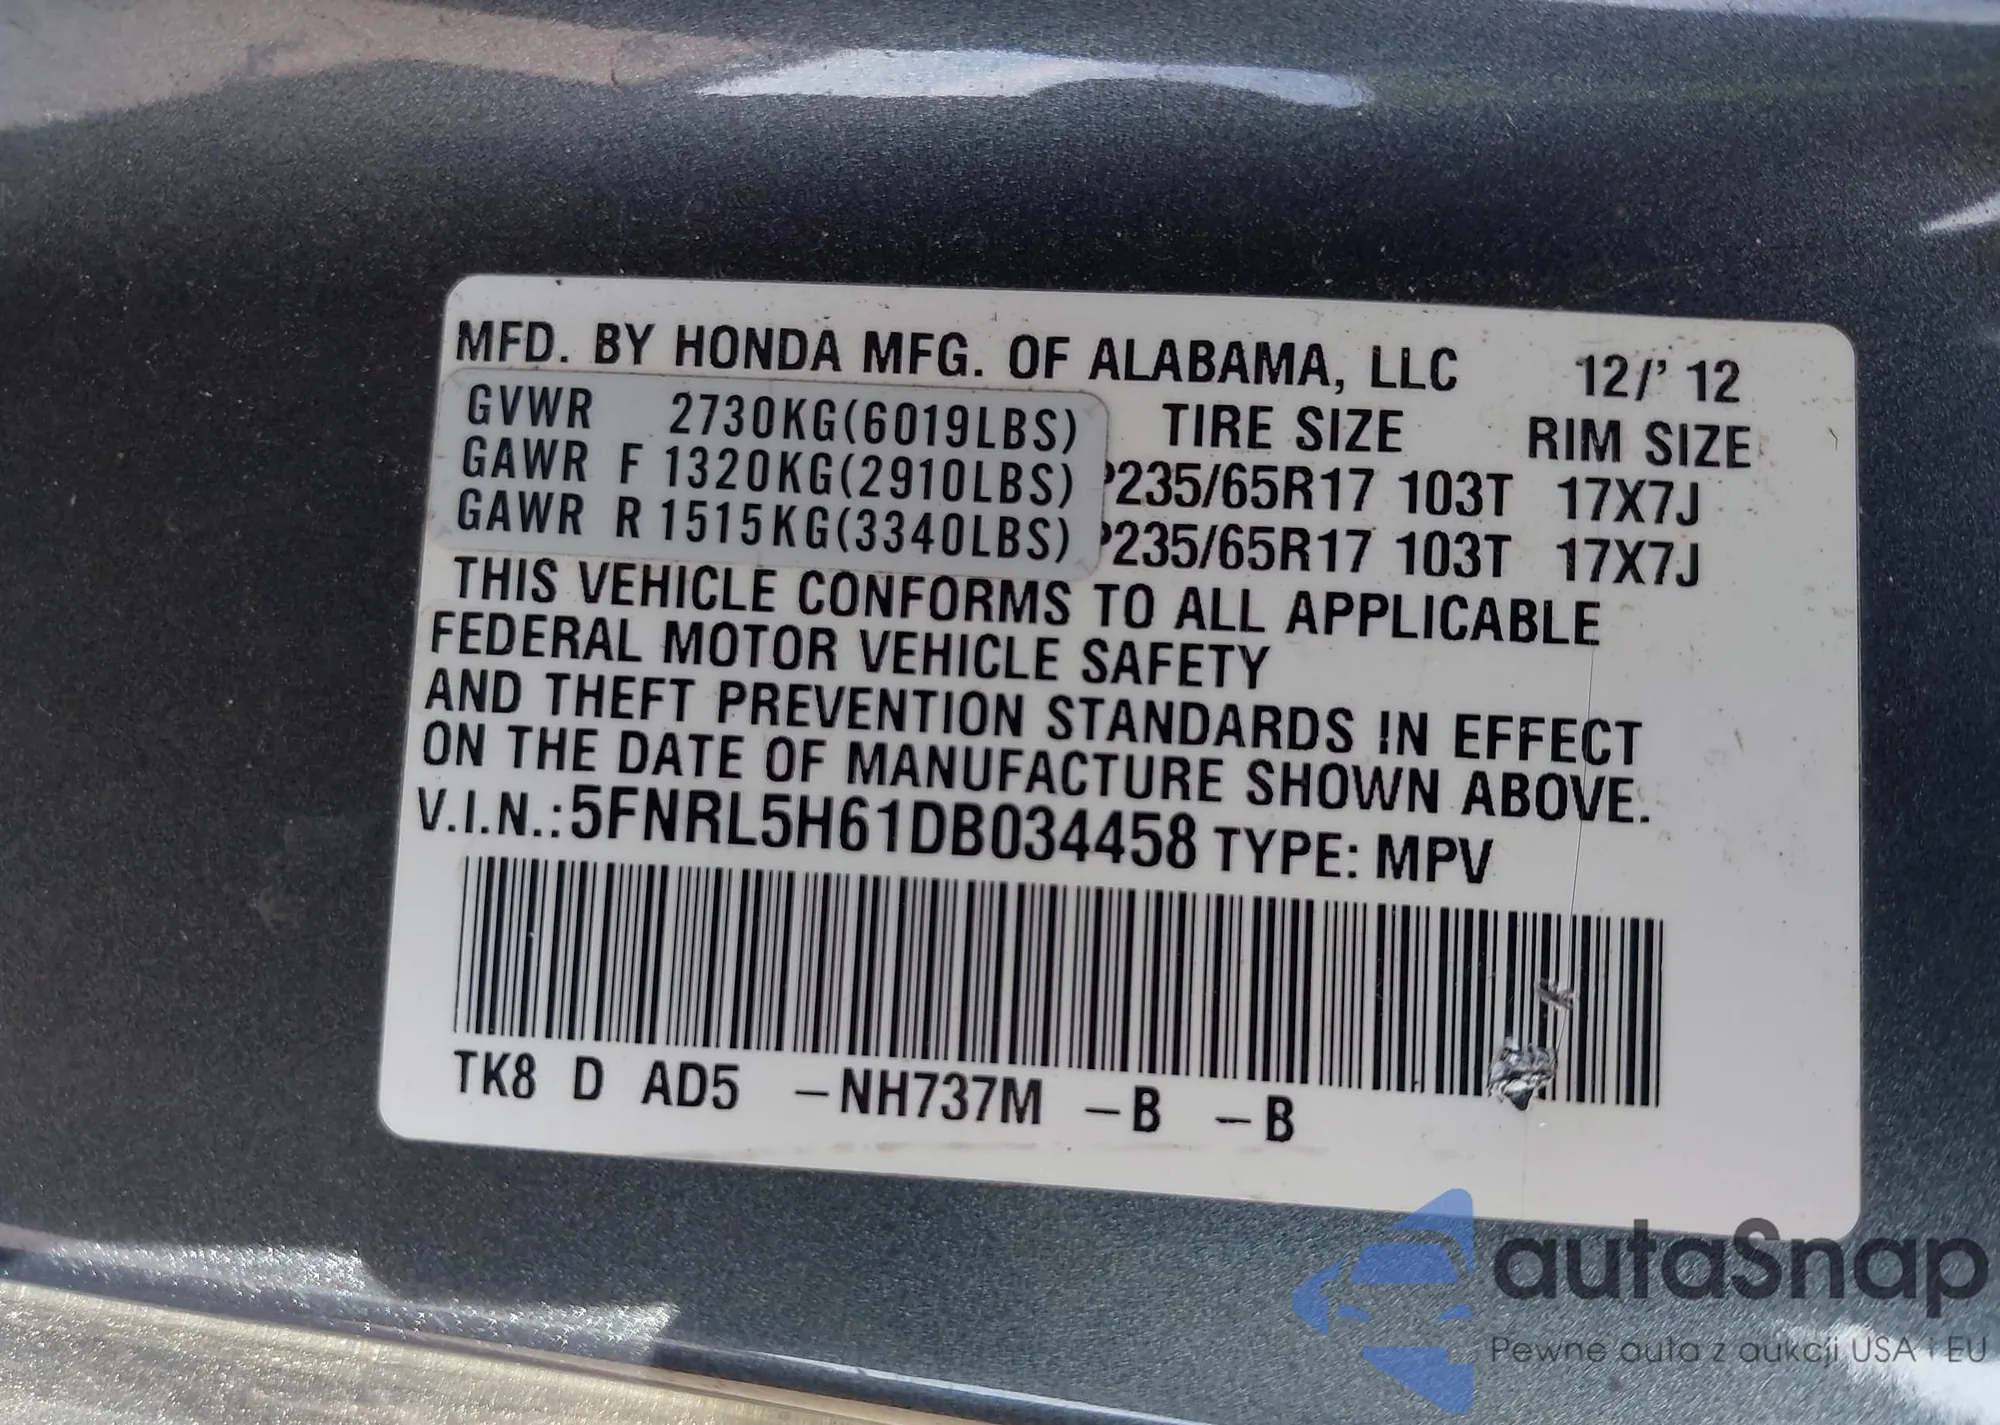 MFD. BY HONDA MFG. OF ALABAMA, LLC 12/' 12
GVWR 2730KG(6019LBS) TIRE SIZE RIM SIZE
GAWR F 1320KG(2910LBS) P235/65R17 103T 17X7J
GAWR R 1515KG(3340LBS) P235/65R17 103T 17X7J
THIS VEHICLE CONFORMS TO ALL APPLICABLE
FEDERAL MOTOR VEHICLE SAFETY
AND THEFT PREVENTION STANDARDS IN EFFECT
ON THE DATE OF MANUFACTURE SHOWN ABOVE.
V.I.N.:5FNRL5H61DB034458 TYPE: MPV
TK8 D AD5 –NH737M –B –B
autaSnap
Pewne auta z aukcji USA i EU